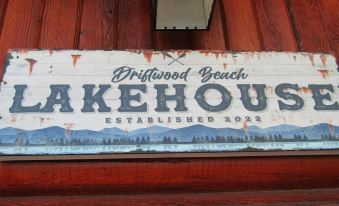 Driftwood Beach
LAKEHOUSE
ESTABLISHED 2022